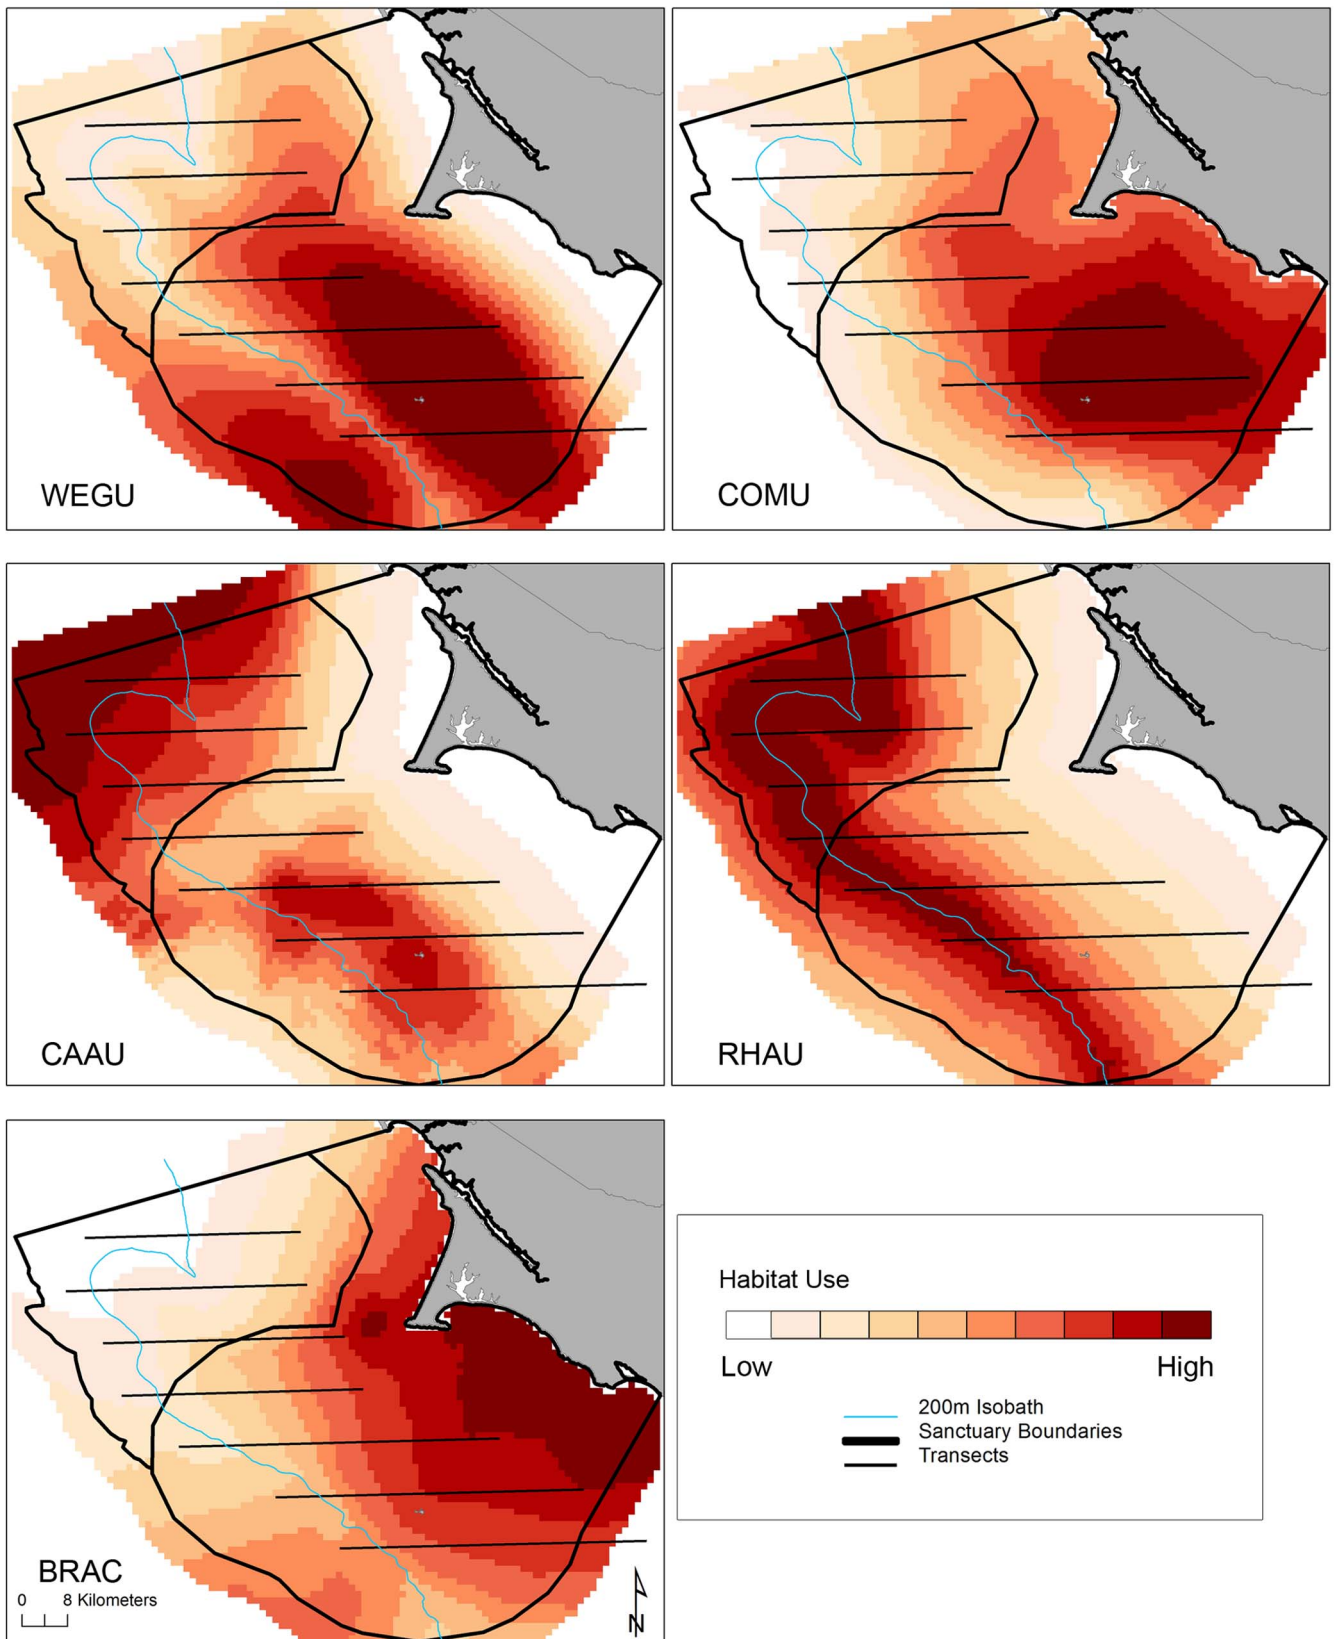 WEGU
COMU
CAAU
RHAU
BRAC
0 8 Kilometers
N
Habitat Use
Low High
200m Isobath
Sanctuary Boundaries
Transects